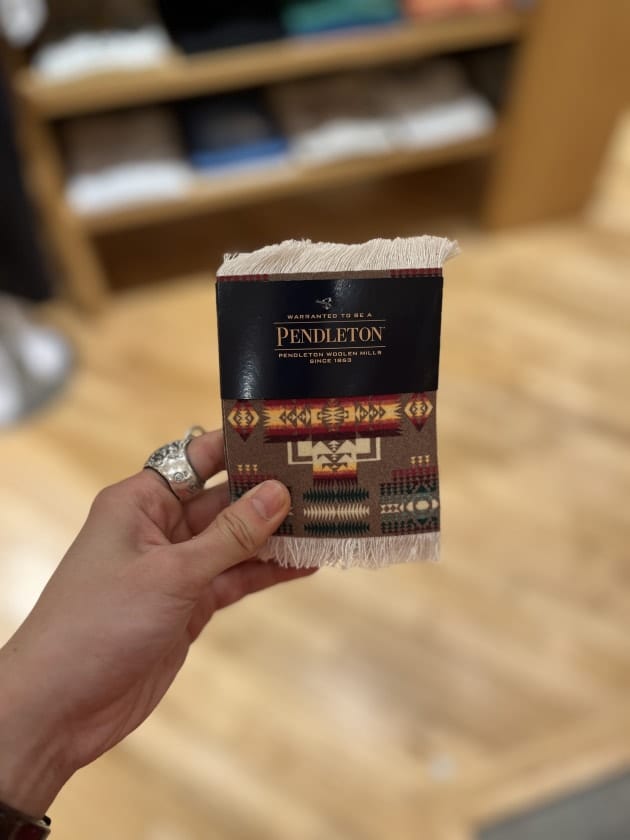 WARRANTED TO BE A
PENDLETON
PENDLETON WOOLEN MILLS
SINCE 1863